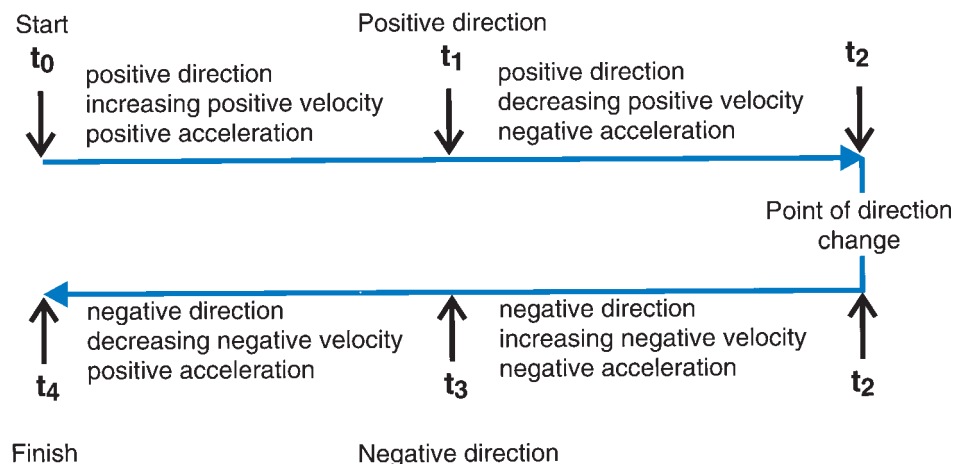 Start
Positive direction
t0
t1
t2
positive direction
increasing positive velocity
positive acceleration
positive direction
decreasing positive velocity
negative acceleration
Point of direction
change
negative direction
decreasing negative velocity
positive acceleration
negative direction
increasing negative velocity
negative acceleration
t4
t3
t2
Finish
Negative direction